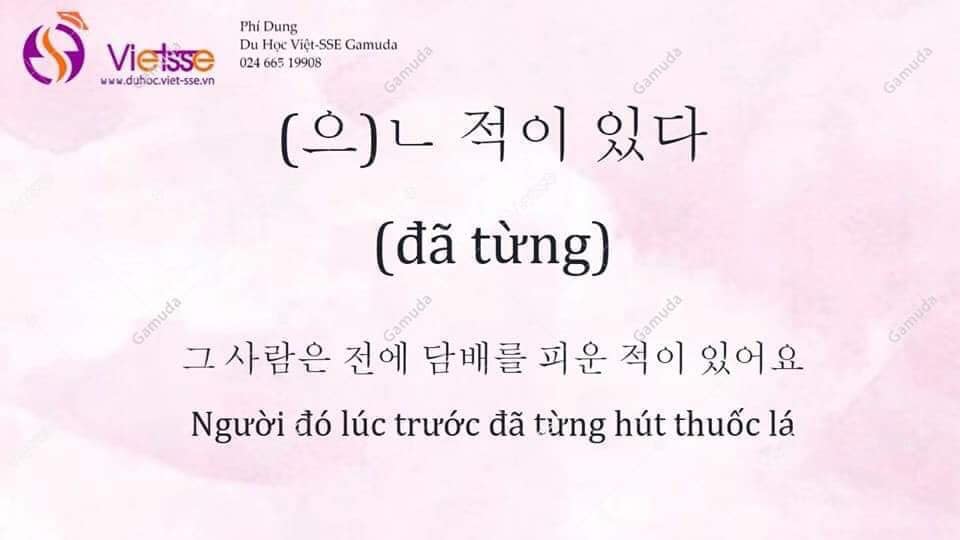 Phí Dung
Du Học Việt-SSE Gamuda
024 665 19908
Vietsse
www.duhoc.viet-sse.vn
(으)ㄴ 적이 있다
(đã từng)
그 사람은 전에 담배를 피운 적이 있어요
Người đó lúc trước đã từng hút thuốc lá
Gamuda
Gamuda
Gamuda
Gamuda
Gamuda
Gamuda
Gamuda